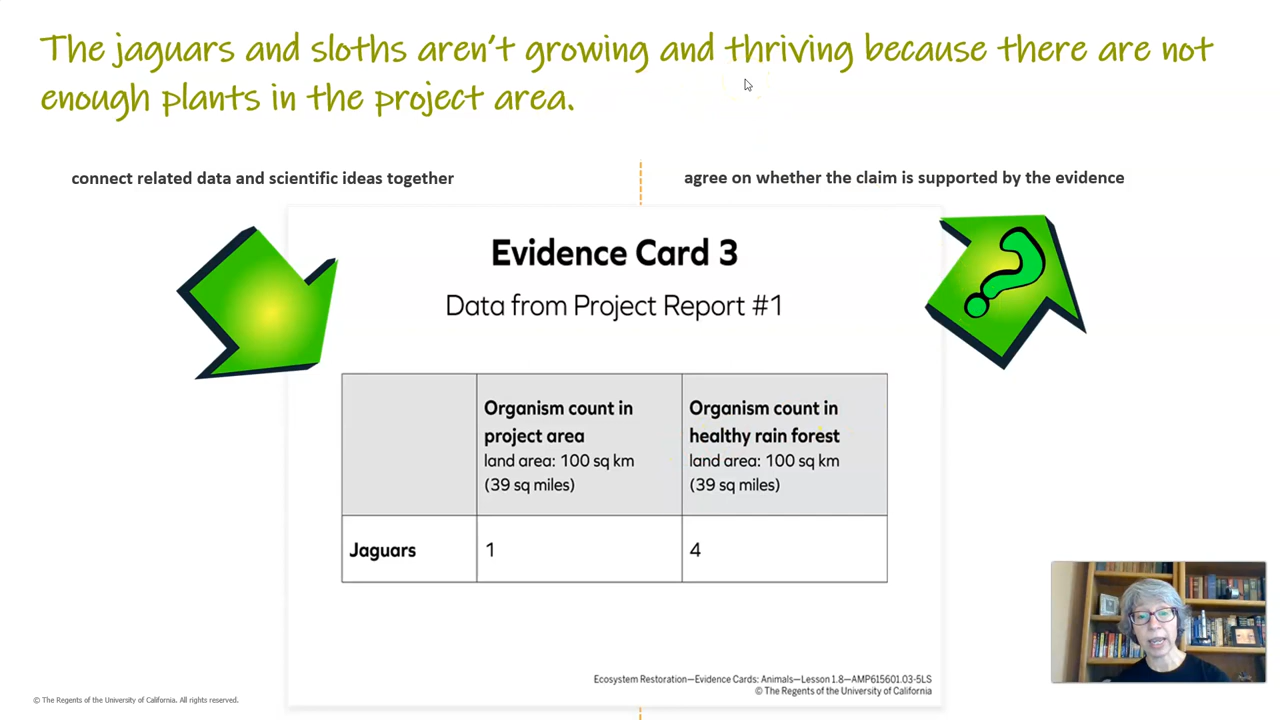 The jaguars and sloths aren't growing and thriving because there are not
enough plants in the project area.
connect related data and scientific ideas together
agree on whether the claim is supported by the evidence
Evidence Card 3
Data from Project Report #1
?
Organism count in
project area
land area: 100 sq km
(39 sq miles)
Organism count in
healthy rain forest
land area: 100 sq km
(39 sq miles)
Jaguars
1
4
Ecosystem Restoration—Evidence Cards: Animals—Lesson 1.8—AMP615601.03-5LS
© The Regents of the University of California
© The Regents of the University of California. All rights reserved.